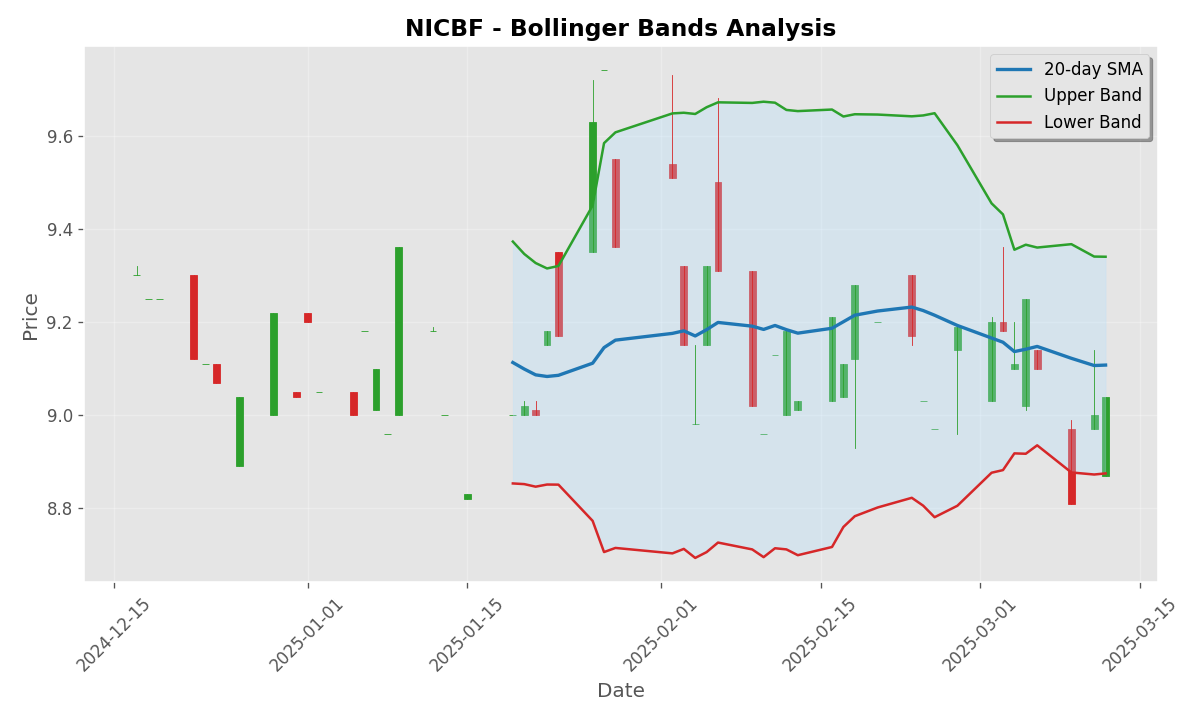 NICBF - Bollinger Bands Analysis
20-day SMA
Upper Band
Lower Band
Price
9.6
9.4
9.2
9.0
8.8
2024-12-15
2025-01-01
2025-01-15
2025-02-01
2025-02-15
2025-03-01
2025-03-15
Date